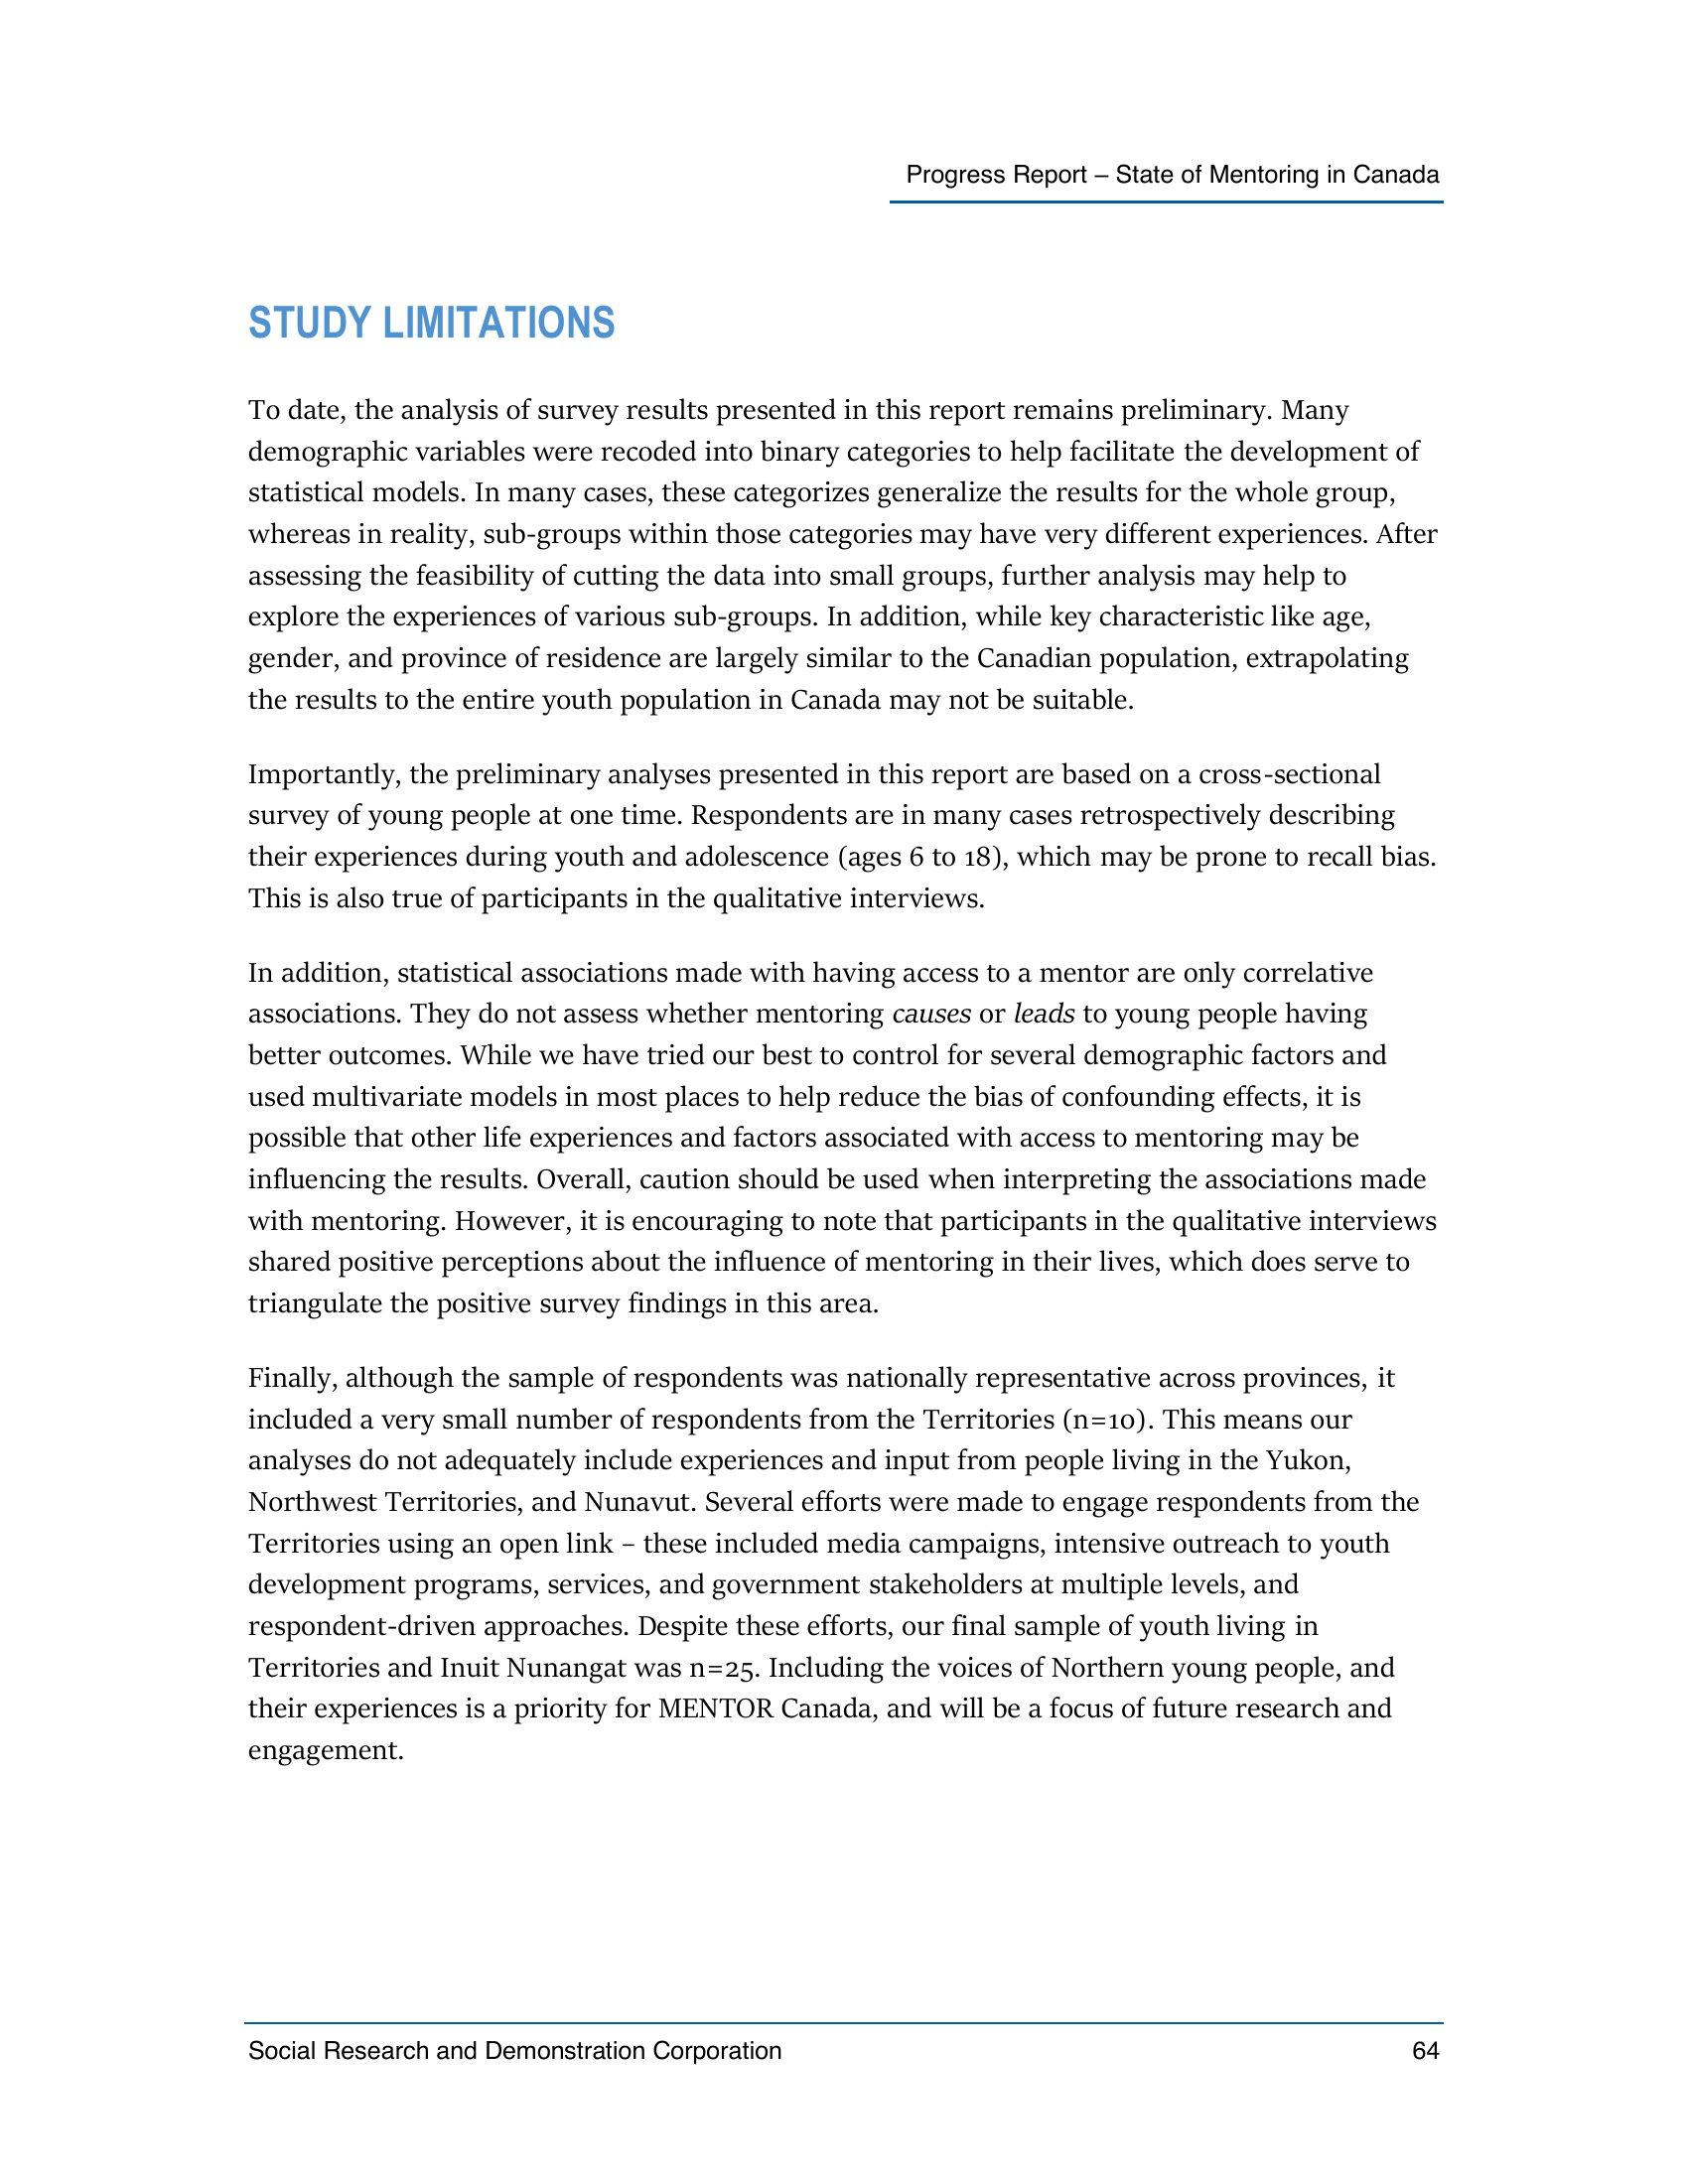 Progress Report – State of Mentoring in Canada
STUDY LIMITATIONS
To date, the analysis of survey results presented in this report remains preliminary. Many
demographic variables were recoded into binary categories to help facilitate the development of
statistical models. In many cases, these categorizes generalize the results for the whole group,
whereas in reality, sub-groups within those categories may have very different experiences. After
assessing the feasibility of cutting the data into small groups, further analysis may help to
explore the experiences of various sub-groups. In addition, while key characteristic like age,
gender, and province of residence are largely similar to the Canadian population, extrapolating
the results to the entire youth population in Canada may not be suitable.
Importantly, the preliminary analyses presented in this report are based on a cross-sectional
survey of young people at one time. Respondents are in many cases retrospectively describing
their experiences during youth and adolescence (ages 6 to 18), which may be prone to recall bias.
This is also true of participants in the qualitative interviews.
In addition, statistical associations made with having access to a mentor are only correlative
associations. They do not assess whether mentoring causes or leads to young people having
better outcomes. While we have tried our best to control for several demographic factors and
used multivariate models in most places to help reduce the bias of confounding effects, it is
possible that other life experiences and factors associated with access to mentoring may be
influencing the results. Overall, caution should be used when interpreting the associations made
with mentoring. However, it is encouraging to note that participants in the qualitative interviews
shared positive perceptions about the influence of mentoring in their lives, which does serve to
triangulate the positive survey findings in this area.
Finally, although the sample of respondents was nationally representative across provinces, it
included a very small number of respondents from the Territories (n=10). This means our
analyses do not adequately include experiences and input from people living in the Yukon,
Northwest Territories, and Nunavut. Several efforts were made to engage respondents from the
Territories using an open link – these included media campaigns, intensive outreach to youth
development programs, services, and government stakeholders at multiple levels, and
respondent-driven approaches. Despite these efforts, our final sample of youth living in
Territories and Inuit Nunangat was n=25. Including the voices of Northern young people, and
their experiences is a priority for MENTOR Canada, and will be a focus of future research and
engagement.
Social Research and Demonstration Corporation 64